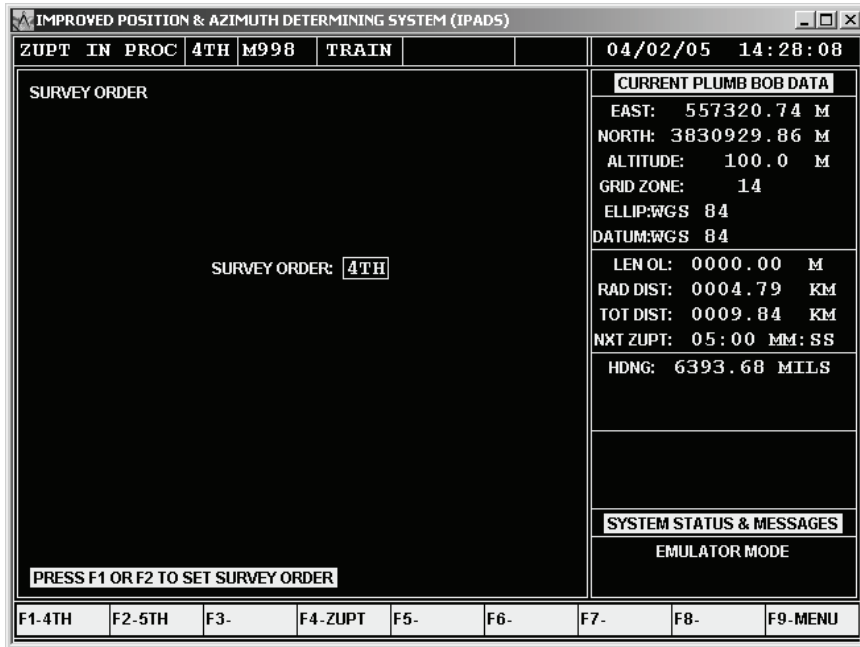 IMPROVED POSITION & AZIMUTH DETERMINING SYSTEM (IPADS)
ZUPT IN PROC 4TH M998 TRAIN 04/02/05 14:28:08
SURVEY ORDER
SURVEY ORDER: 4TH
PRESS F1 OR F2 TO SET SURVEY ORDER
CURRENT PLUMB BOB DATA
EAST: 557320.74 M
NORTH: 3830929.86 M
ALTITUDE: 100.0 M
GRID ZONE: 14
ELLIP:WGS 84
DATUM:WGS 84
LEN OL: 0000.00 M
RAD DIST: 0004.79 KM
TOT DIST: 0009.84 KM
NXT ZUPT: 05:00 MM:SS
HDNG: 6393.68 MILS
SYSTEM STATUS & MESSAGES
EMULATOR MODE
F1-4TH F2-5TH F3- F4-ZUPT F5- F6- F7- F8- F9-MENU